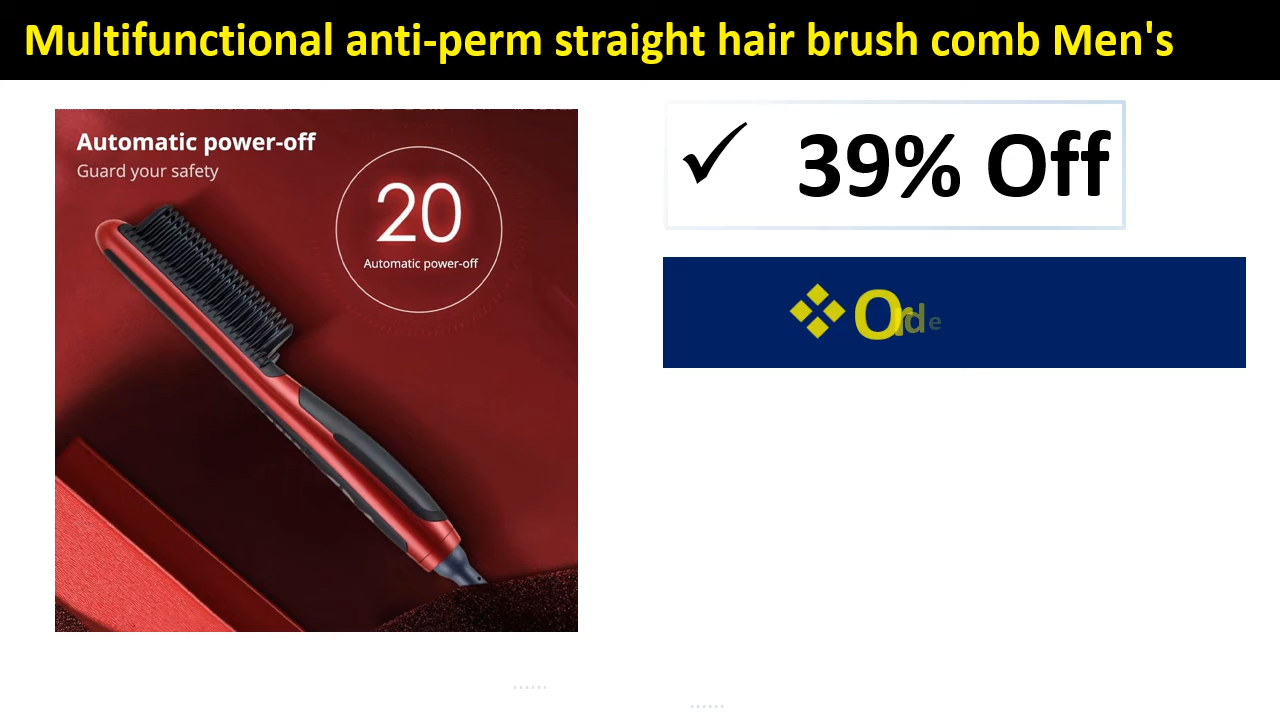 Multifunctional anti-perm straight hair brush comb Men's
Automatic power-off
Guard your safety
20
Automatic power-off
✓ 39% Off
❖ Orde